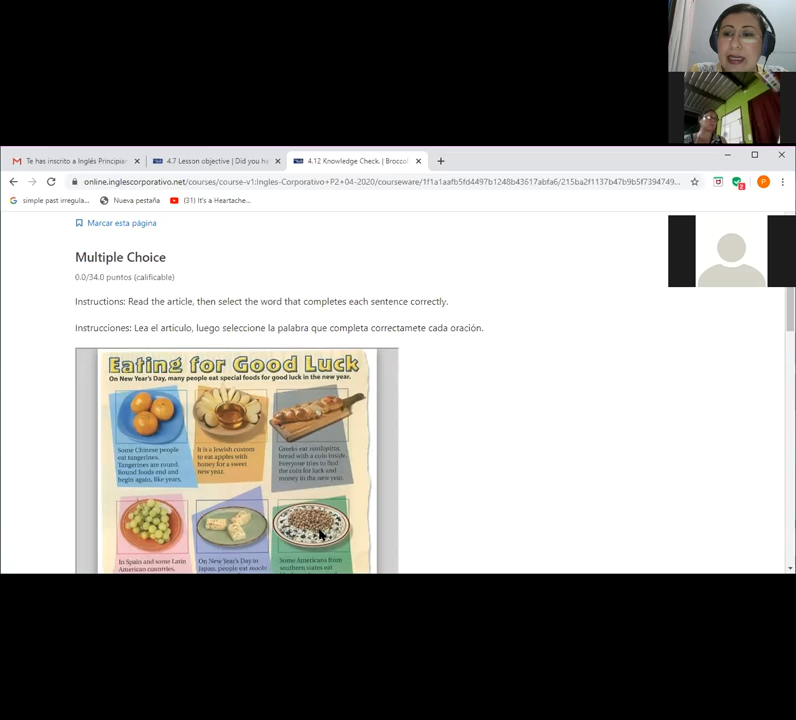 Te has inscrito a Inglés Principian
4.7 Lesson objective | Did you ha
4.12 Knowledge Check. | Broccol
online.inglescorporativo.net/courses/course-v1:Ingles-Corporativo+P2+04-2020/courseware/1f1a1aafb5fd4497b1248b43617abfa6/215ba2f1137b47b9b5f7394749...
simple past irregula...
Nueva pestaña
(31) It's a Heartache...
Marcar esta página
Multiple Choice
0.0/34.0 puntos (calificable)
Instructions: Read the article, then select the word that completes each sentence correctly.
Instrucciones: Lea el articulo, luego seleccione la palabra que completa correctamete cada oración.
Eating for Good Luck
On New Year's Day, many people eat special foods for good luck in the new year.
Some Chinese people
eat tangerines.
Tangerines are round.
Round foods end and
begin again, like years.
It is a Jewish custom
to eat apples with
honey for a sweet
new year.
Greeks eat vasilopitta,
bread with a coin inside.
Everyone tries to find
the coin for luck and
money in the new year.
In Spain and some Latin
American countries,
On New Year's Day in
Japan, people eat mochi
Some Americans from
southern states eat